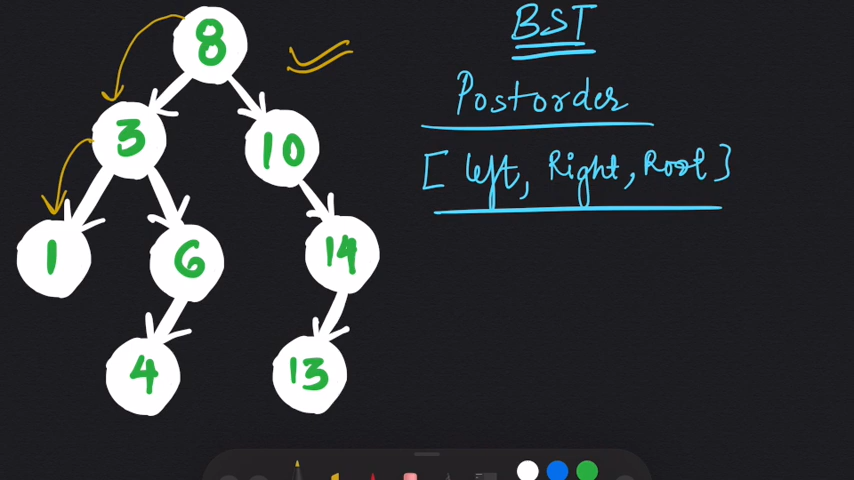 BST
Postorder
[ left, Right, Root ]
8
3
10
1
6
14
4
13